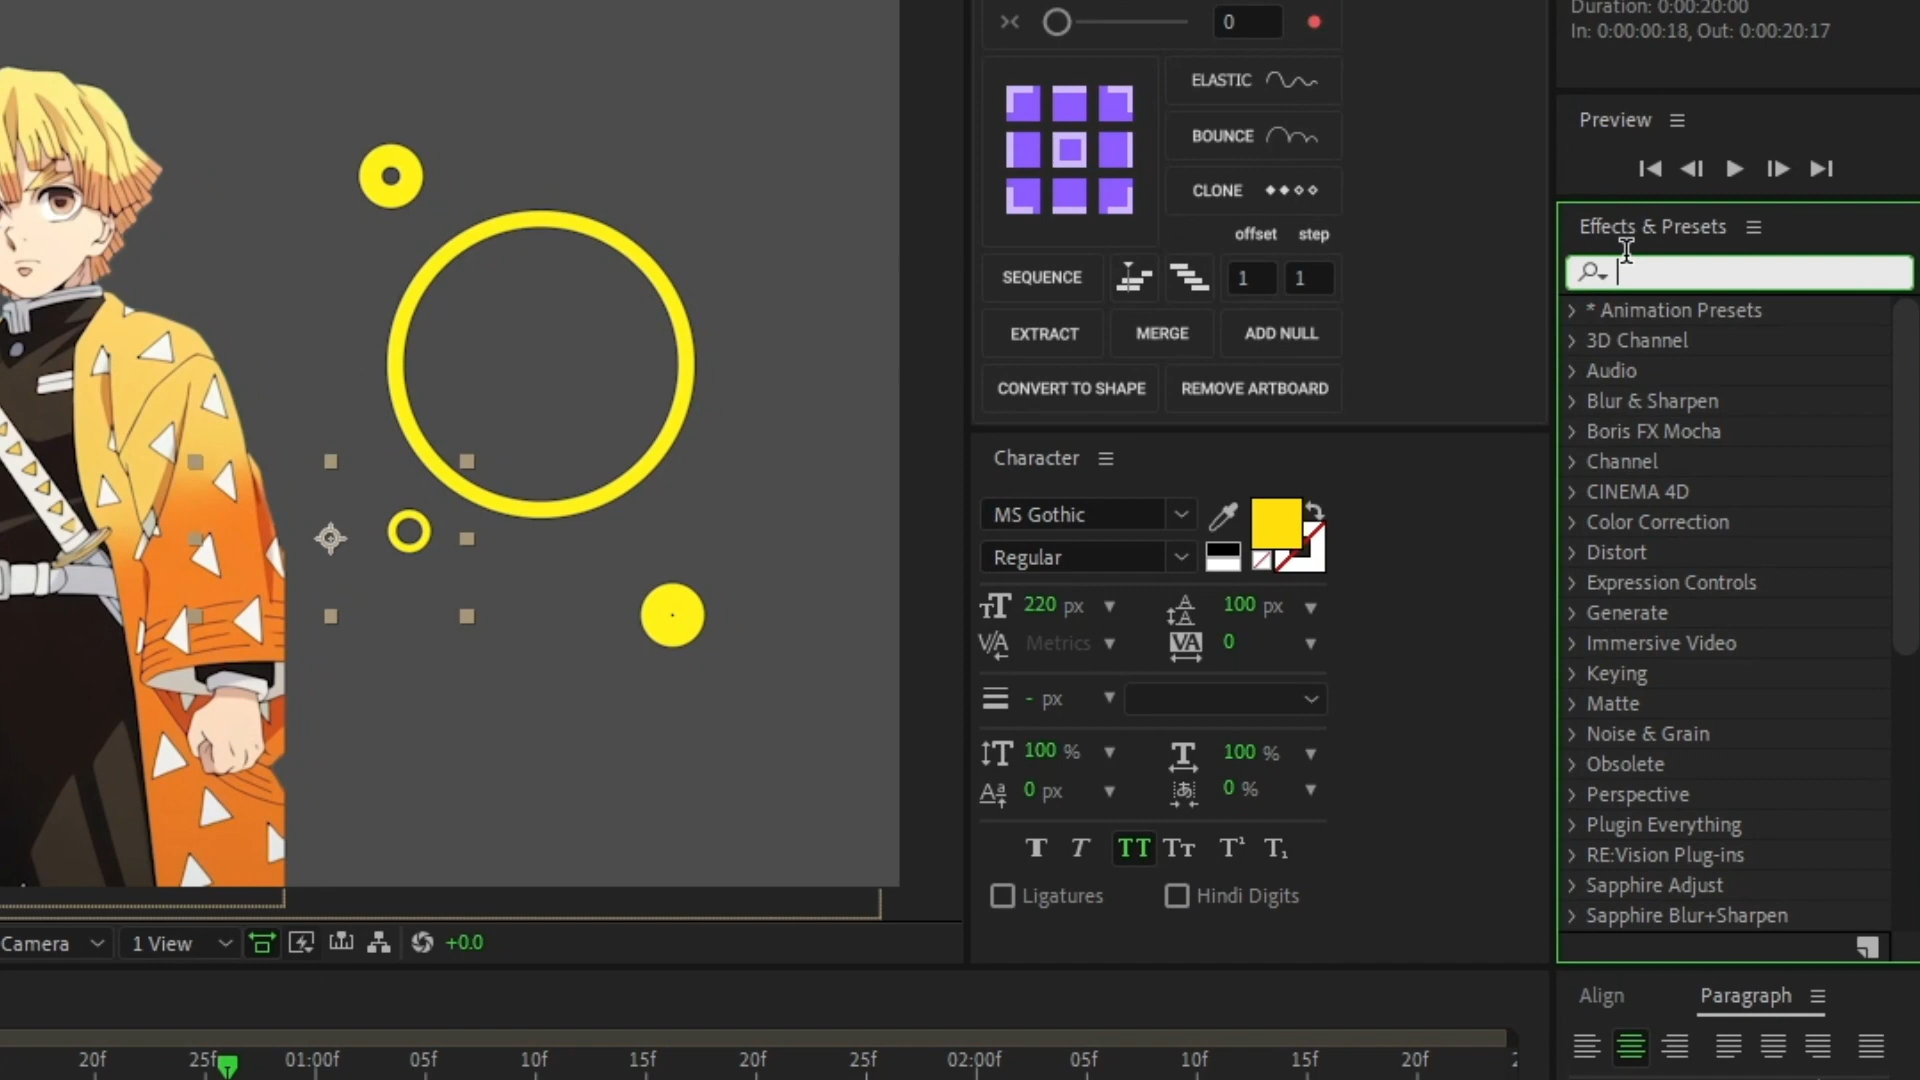 Duration: 0:00:20:00
In: 0:00:00:18, Out: 0:00:20:17
0
ELASTIC
BOUNCE
CLONE
offset step
SEQUENCE 1 1
EXTRACT MERGE ADD NULL
CONVERT TO SHAPE REMOVE ARTBOARD
Preview
Effects & Presets
* Animation Presets
3D Channel
Audio
Blur & Sharpen
Boris FX Mocha
Channel
CINEMA 4D
Color Correction
Distort
Expression Controls
Generate
Immersive Video
Keying
Matte
Noise & Grain
Obsolete
Perspective
Plugin Everything
RE:Vision Plug-ins
Sapphire Adjust
Sapphire Blur+Sharpen
Character
MS Gothic
Regular
220 px 100 px
Metrics 0
- px
100 % 100 %
0 px 0 %
Ligatures Hindi Digits
Camera 1 View +0.0
Align Paragraph
20f 25f 01:00f 05f 10f 15f 20f 25f 02:00f 05f 10f 15f 20f